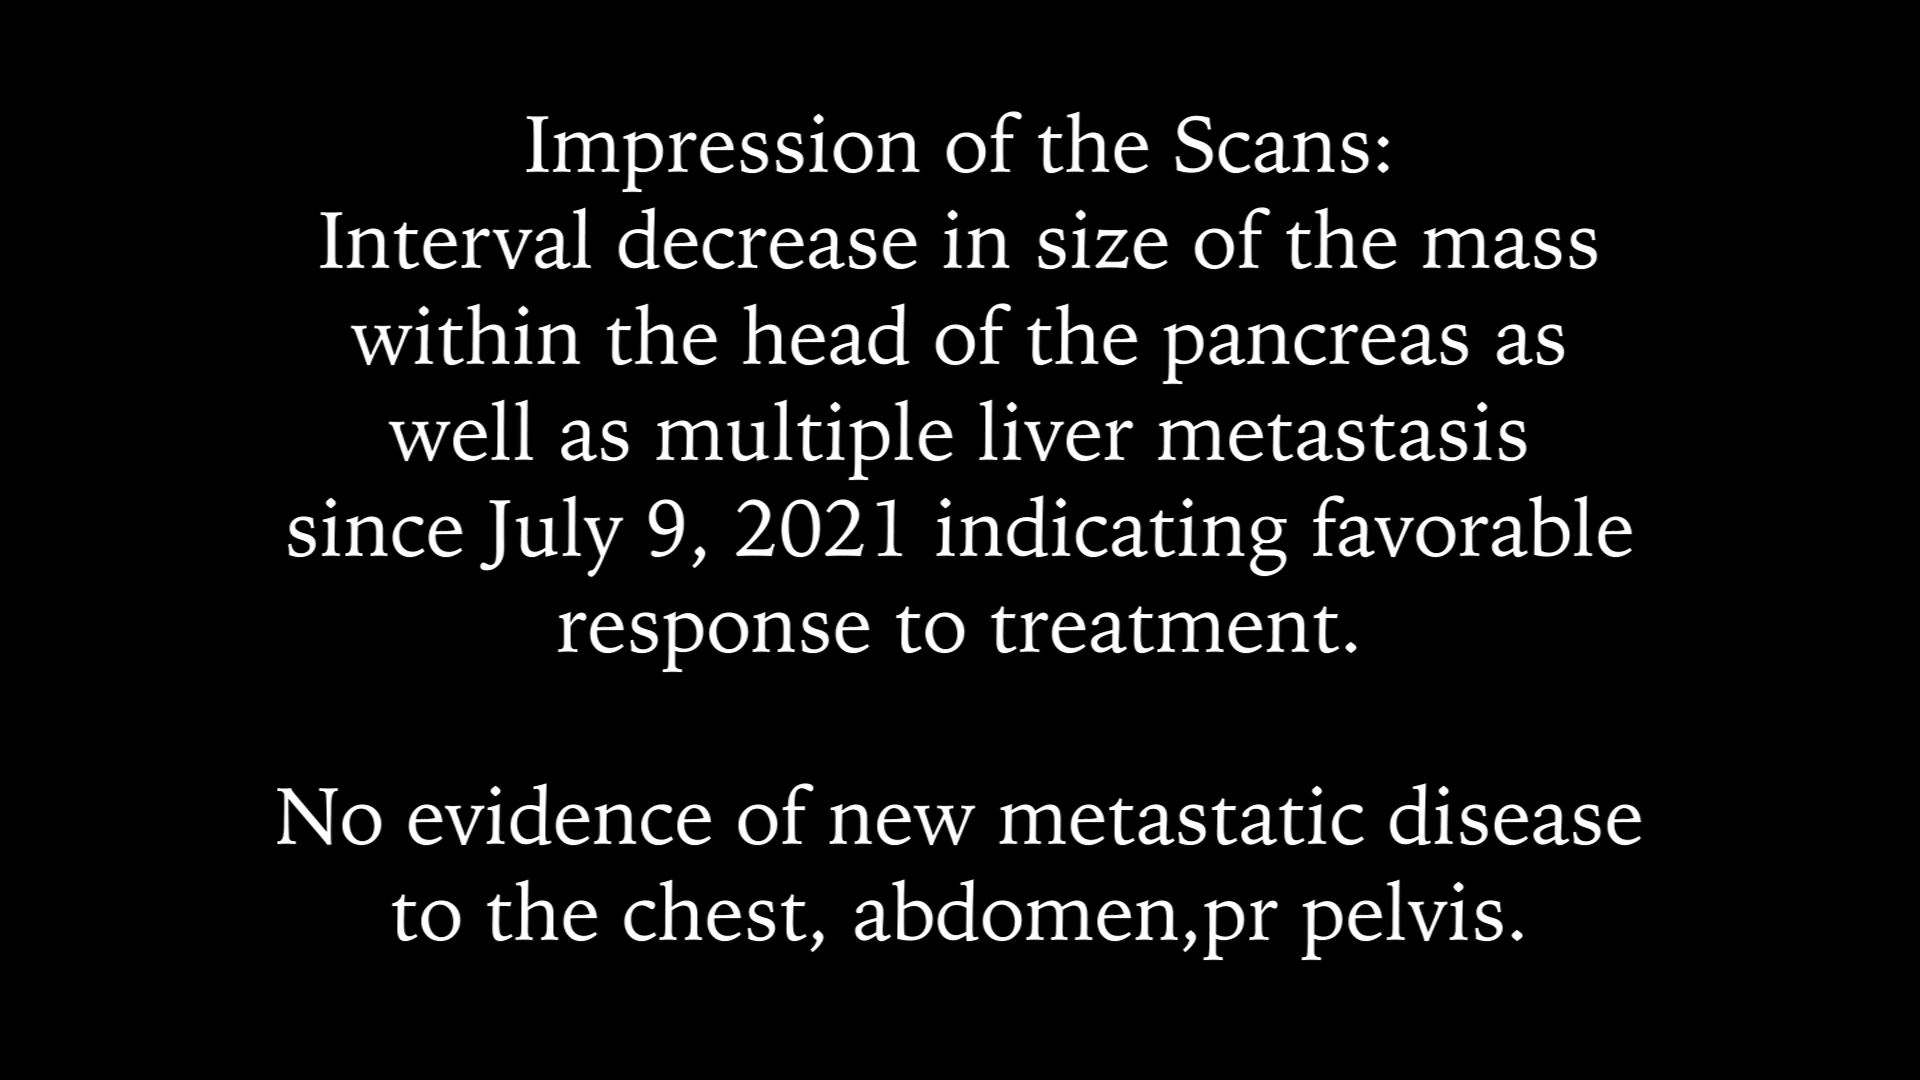 Impression of the Scans:
Interval decrease in size of the mass
within the head of the pancreas as
well as multiple liver metastasis
since July 9, 2021 indicating favorable
response to treatment.
No evidence of new metastatic disease
to the chest, abdomen,pr pelvis.